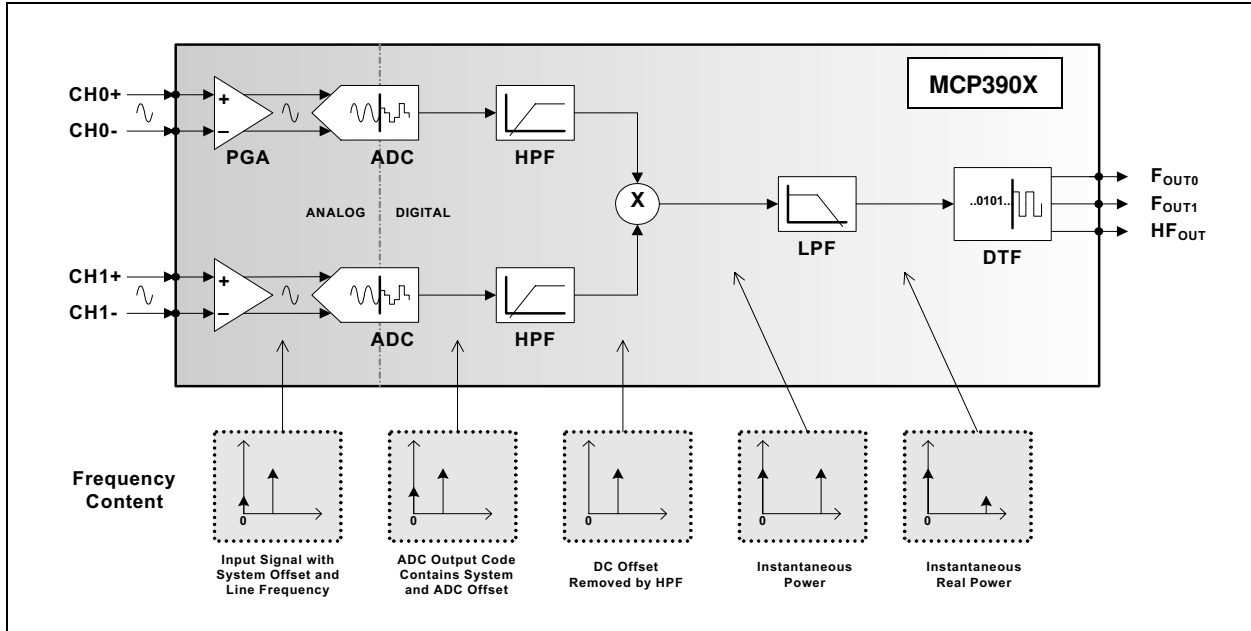 MCP390X
CH0+
CH0-
+
–
PGA
ADC
HPF
ANALOG
DIGITAL
X
LPF
..0101..
DTF
FOUT0
FOUT1
HFOUT
CH1+
CH1-
+
–
ADC
HPF
Frequency
Content
0
0
0
0
0
Input Signal with
System Offset and
Line Frequency
ADC Output Code
Contains System
and ADC Offset
DC Offset
Removed by HPF
Instantaneous
Power
Instantaneous
Real Power